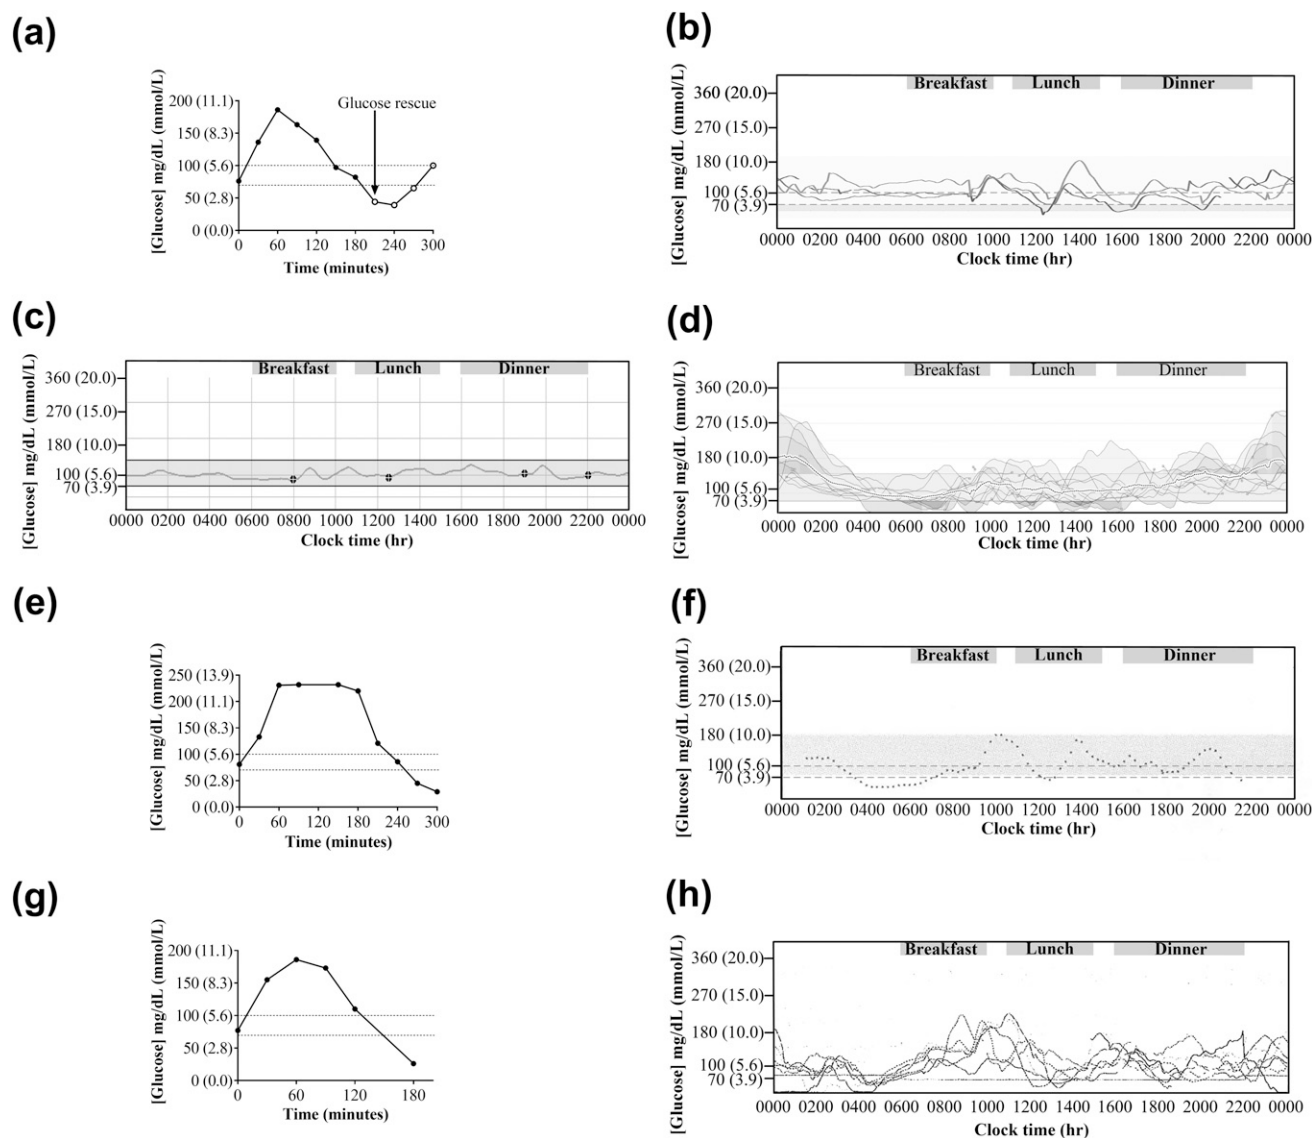 (a)
[Glucose] mg/dL (mmol/L)
200 (11.1)
150 (8.3)
100 (5.6)
50 (2.8)
0 (0.0)
Glucose rescue
0 60 120 180 240 300
Time (minutes)
(b)
[Glucose] mg/dL (mmol/L)
Breakfast Lunch Dinner
360 (20.0)
270 (15.0)
180 (10.0)
100 (5.6)
70 (3.9)
0000 0200 0400 0600 0800 1000 1200 1400 1600 1800 2000 2200 0000
Clock time (hr)
(c)
[Glucose] mg/dL (mmol/L)
Breakfast Lunch Dinner
360 (20.0)
270 (15.0)
180 (10.0)
100 (5.6)
70 (3.9)
0000 0200 0400 0600 0800 1000 1200 1400 1600 1800 2000 2200 0000
Clock time (hr)
(d)
[Glucose] mg/dL (mmol/L)
Breakfast Lunch Dinner
360 (20.0)
270 (15.0)
180 (10.0)
100 (5.6)
70 (3.9)
0000 0200 0400 0600 0800 1000 1200 1400 1600 1800 2000 2200 0000
Clock time (hr)
(e)
[Glucose] mg/dL (mmol/L)
250 (13.9)
200 (11.1)
150 (8.3)
100 (5.6)
50 (2.8)
0 (0.0)
0 60 120 180 240 300
Time (minutes)
(f)
[Glucose] mg/dL (mmol/L)
Breakfast Lunch Dinner
360 (20.0)
270 (15.0)
180 (10.0)
100 (5.6)
70 (3.9)
0000 0200 0400 0600 0800 1000 1200 1400 1600 1800 2000 2200 0000
Clock time (hr)
(g)
[Glucose] mg/dL (mmol/L)
200 (11.1)
150 (8.3)
100 (5.6)
50 (2.8)
0 (0.0)
0 60 120 180
Time (minutes)
(h)
[Glucose] mg/dL (mmol/L)
Breakfast Lunch Dinner
360 (20.0)
270 (15.0)
180 (10.0)
100 (5.6)
70 (3.9)
0000 0200 0400 0600 0800 1000 1200 1400 1600 1800 2000 2200 0000
Clock time (hr)